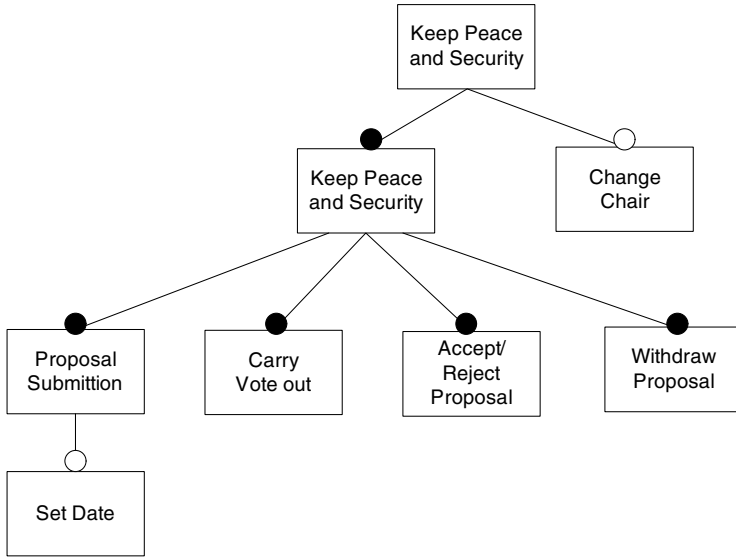 Keep Peace
and Security
Keep Peace
and Security
Change
Chair
Proposal
Submittion
Carry
Vote out
Accept/
Reject
Proposal
Withdraw
Proposal
Set Date